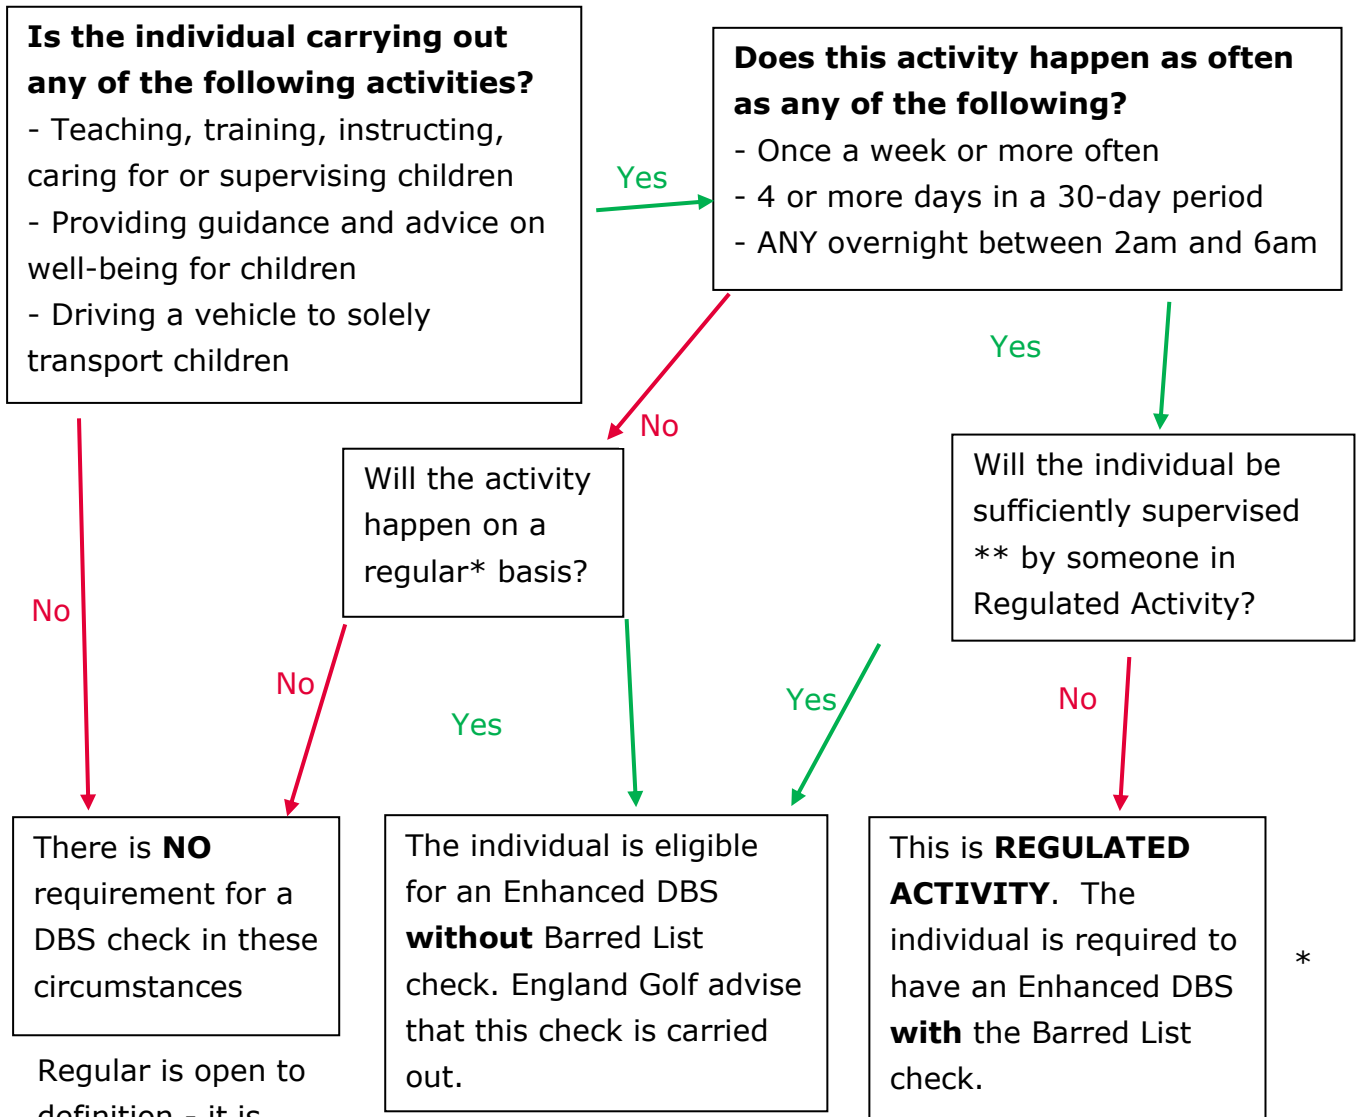 Is the individual carrying out
any of the following activities?
- Teaching, training, instructing,
caring for or supervising children
- Providing guidance and advice on
well-being for children
- Driving a vehicle to solely
transport children
Yes
Does this activity happen as often
as any of the following?
- Once a week or more often
- 4 or more days in a 30-day period
- ANY overnight between 2am and 6am
No
Yes
Will the activity
happen on a
regular* basis?
Will the individual be
sufficiently supervised
** by someone in
Regulated Activity?
No
No
Yes
Yes
No
There is NO
requirement for a
DBS check in these
circumstances
The individual is eligible
for an Enhanced DBS
without Barred List
check. England Golf advise
that this check is carried
out.
This is REGULATED
ACTIVITY. The
individual is required to
have an Enhanced DBS
with the Barred List
check.
*
Regular is open to
definition - it is